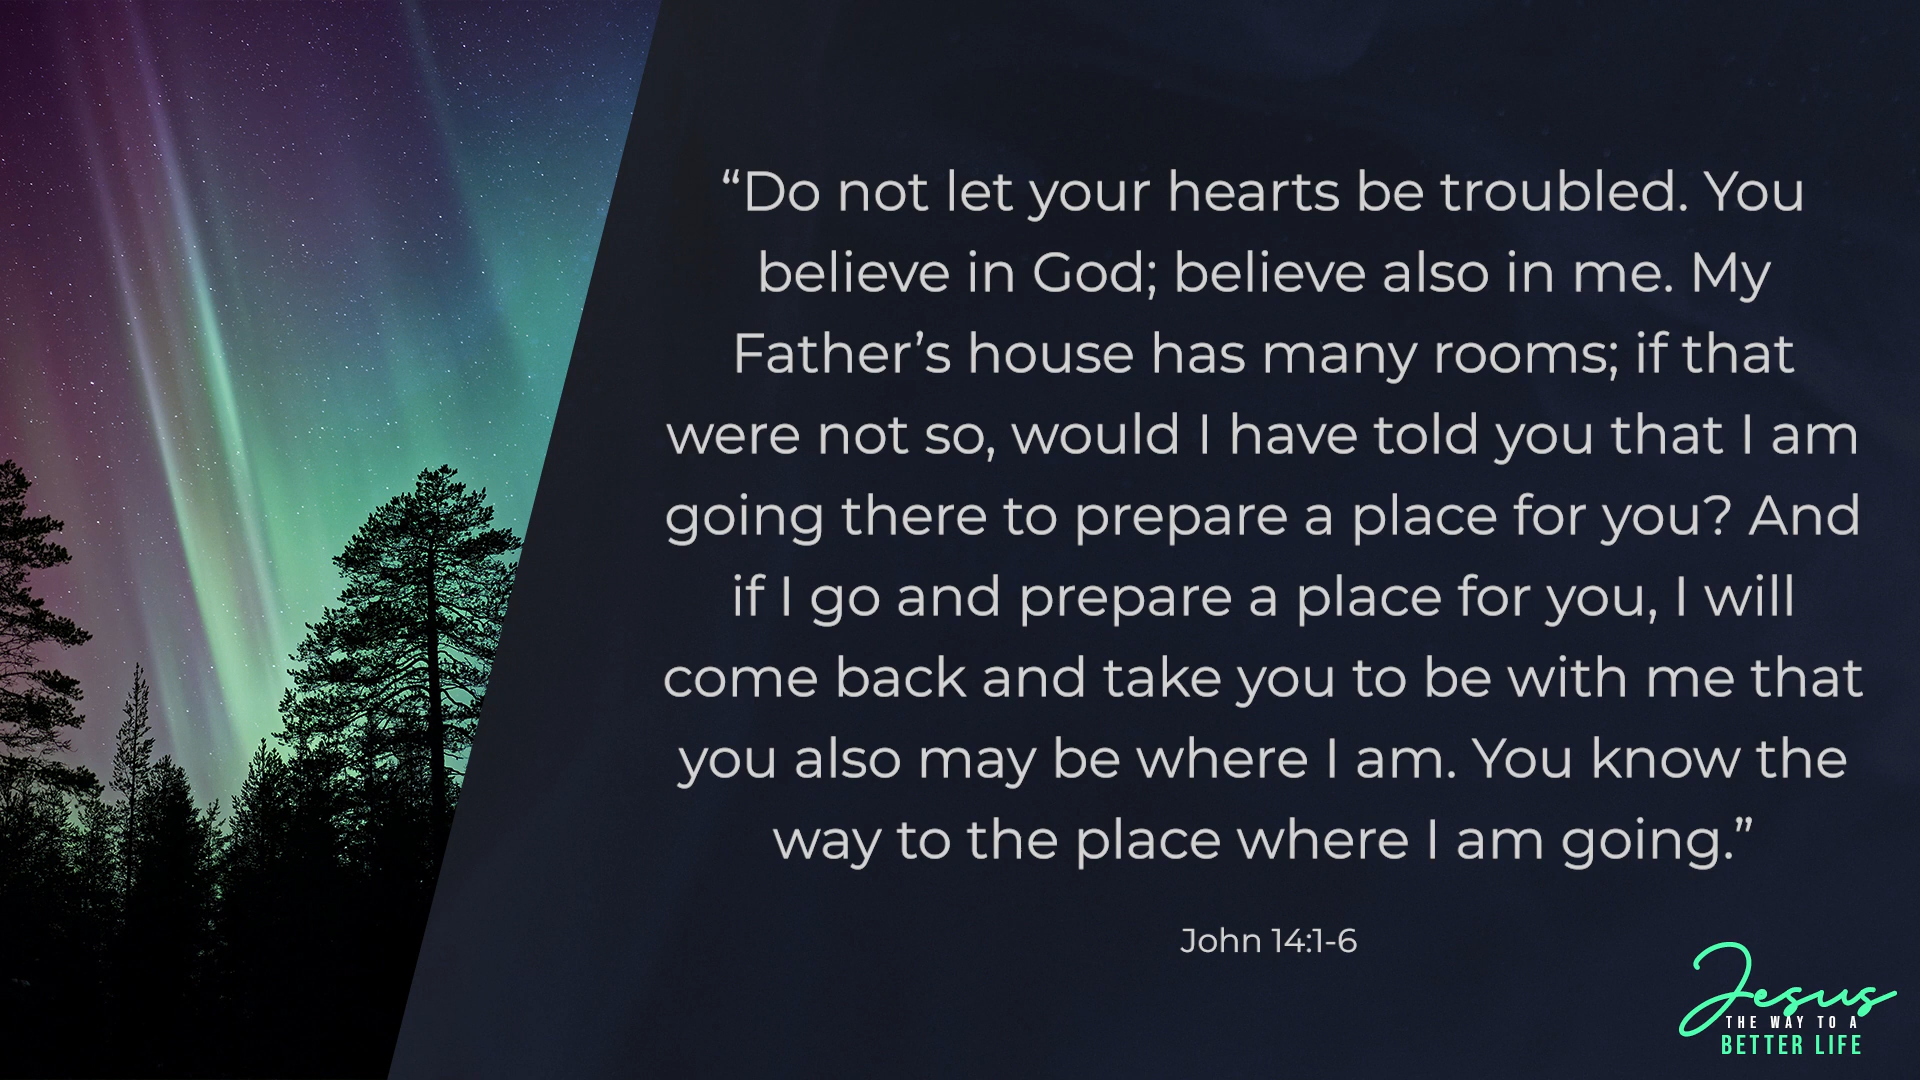 “Do not let your hearts be troubled. You
believe in God; believe also in me. My
Father’s house has many rooms; if that
were not so, would I have told you that I am
going there to prepare a place for you? And
if I go and prepare a place for you, I will
come back and take you to be with me that
you also may be where I am. You know the
way to the place where I am going.”
John 14:1-6
Jesus
THE WAY TO A
BETTER LIFE